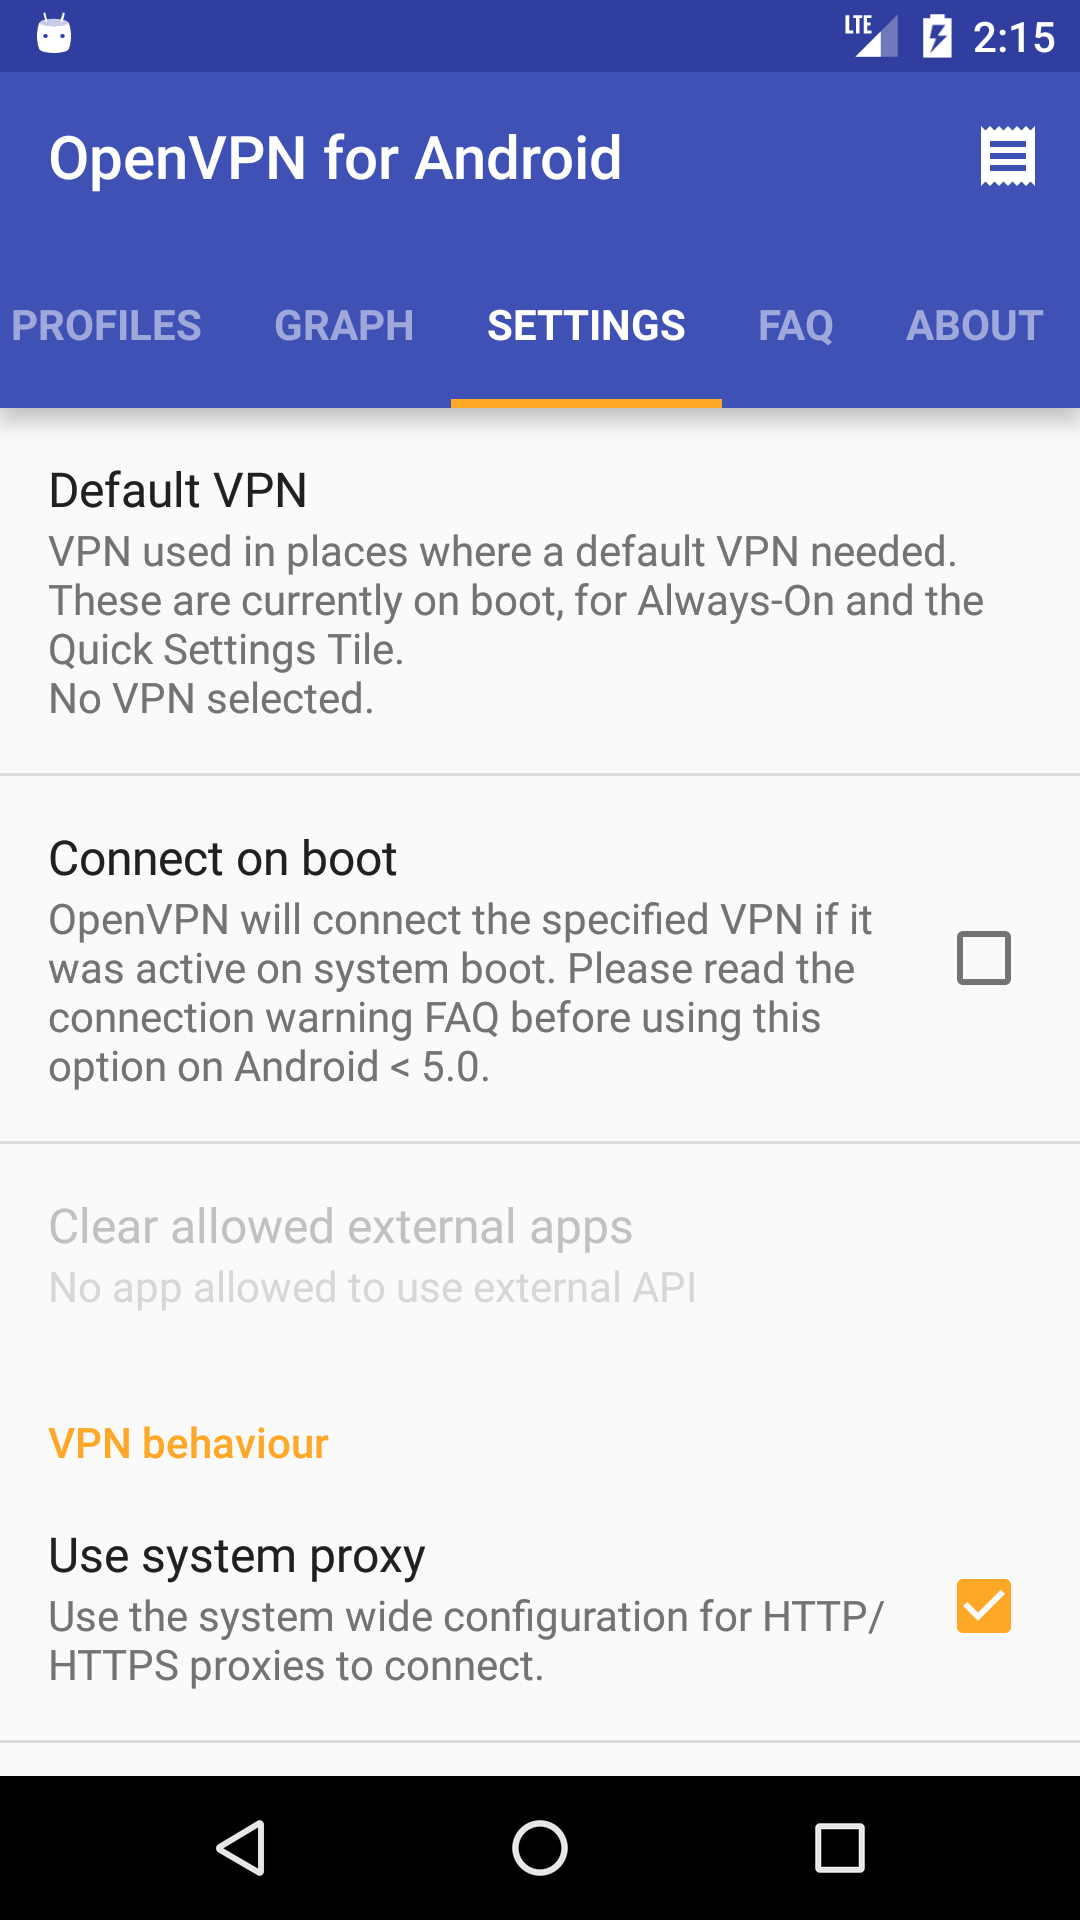 LTE 2:15
OpenVPN for Android
PROFILES GRAPH SETTINGS FAQ ABOUT
Default VPN
VPN used in places where a default VPN needed.
These are currently on boot, for Always-On and the
Quick Settings Tile.
No VPN selected.
Connect on boot
OpenVPN will connect the specified VPN if it
was active on system boot. Please read the
connection warning FAQ before using this
option on Android < 5.0.
Clear allowed external apps
No app allowed to use external API
VPN behaviour
Use system proxy
Use the system wide configuration for HTTP/
HTTPS proxies to connect.